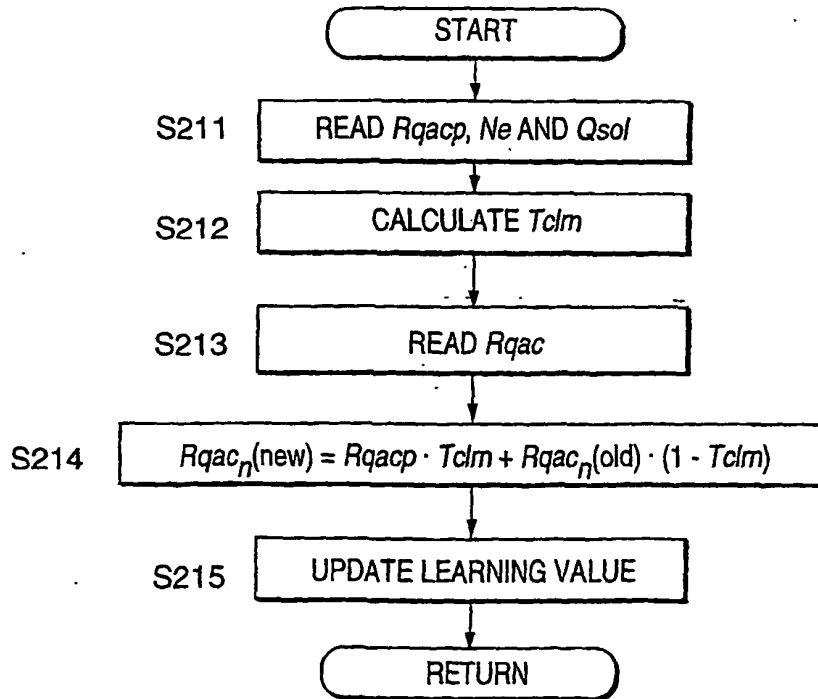 START
S211
READ Rqacp, Ne AND Qsol
S212
CALCULATE Tclm
S213
READ Rqac
S214
Rqacn(new) = Rqacp · Tclm + Rqacn(old) · (1 - Tclm)
S215
UPDATE LEARNING VALUE
RETURN